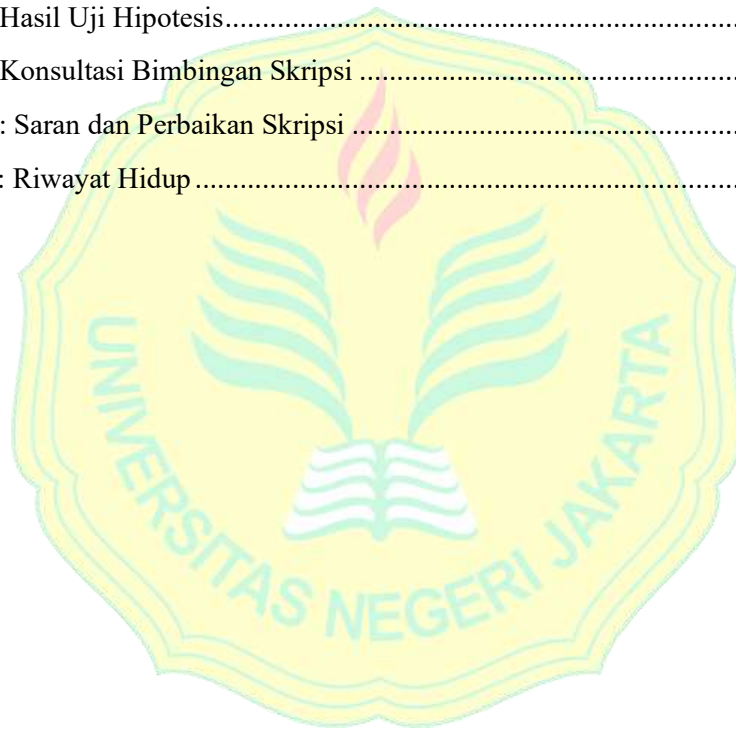 Hasil Uji Hipotesis....................................................................
Konsultasi Bimbingan Skripsi ..................................................
: Saran dan Perbaikan Skripsi ...................................................
: Riwayat Hidup.........................................................................
UNIVERSITAS NEGERI JAKARTA